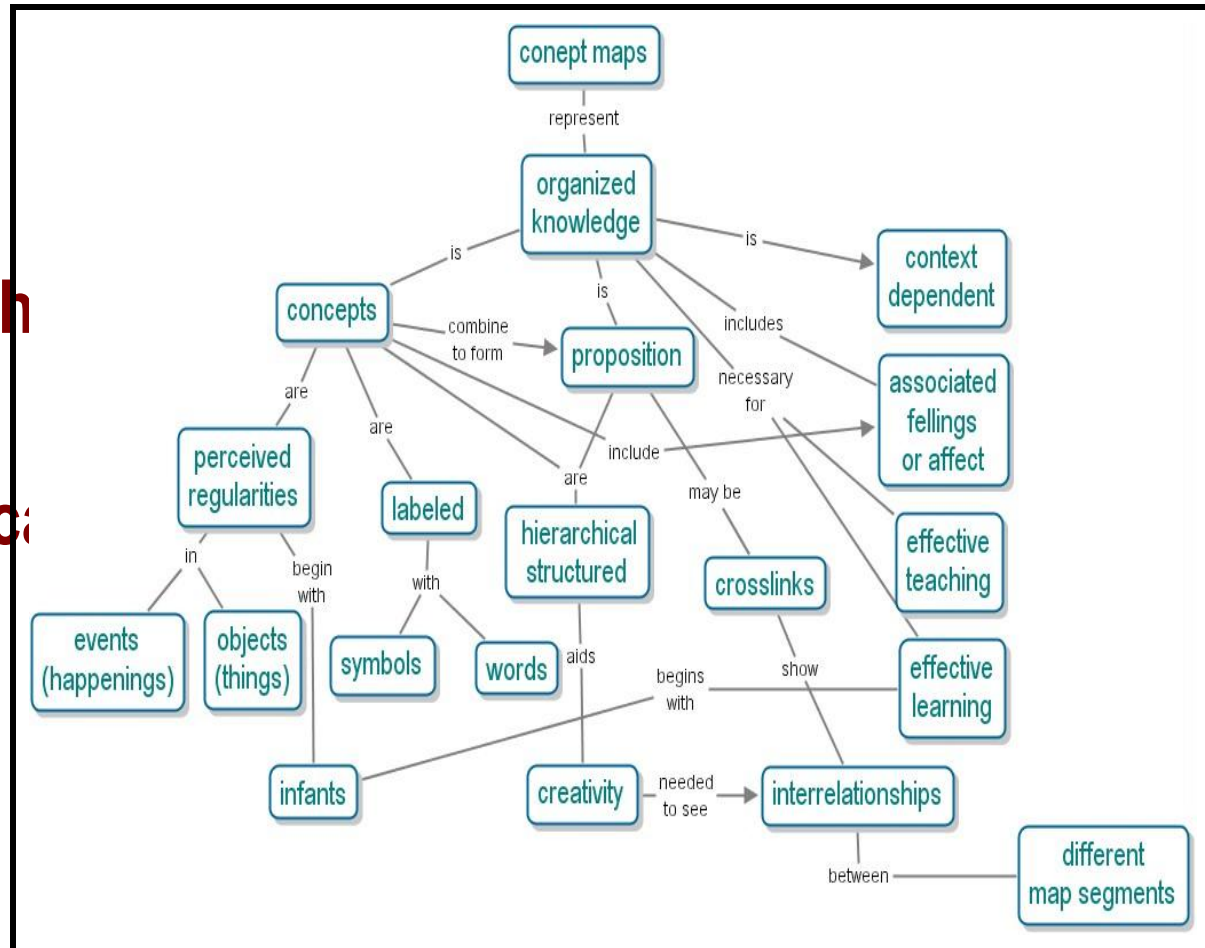 conept maps
represent
organized
knowledge
is
is
is
context
dependent
concepts
combine
to form
proposition
includes
necessary
for
associated
fellings
or affect
are
are
include
perceived
regularities
labeled
are
hierarchical
structured
may be
crosslinks
effective
teaching
in
begin
with
with
events
(happenings)
objects
(things)
symbols
words
aids
begins
with
show
effective
learning
infants
creativity
needed
to see
interrelationships
between
different
map segments
h